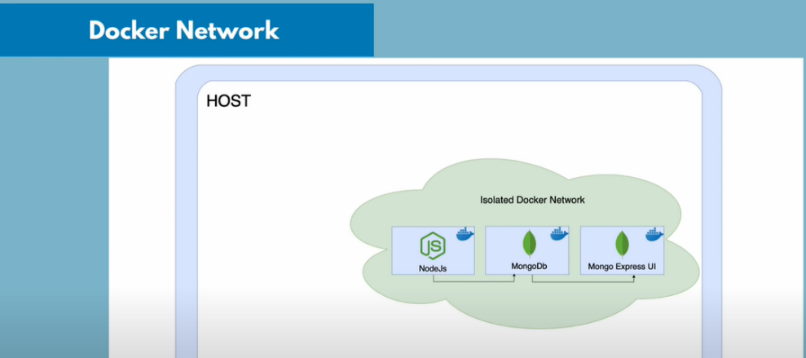 Docker Network
HOST
Isolated Docker Network
JS
NodeJs
MongoDb
Mongo Express UI